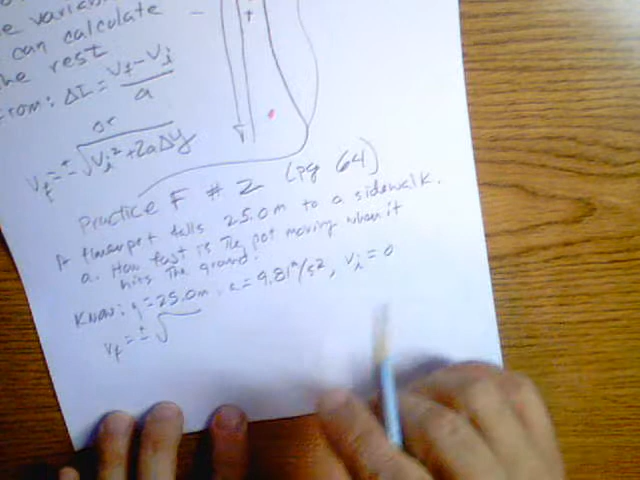 e variab
can calculate
he rest
rom: Δt = (Vf - Vi) / a
or
Vf = ± √(Vi² + 2aΔy)
Practice F # 2 (pg 64)
A flowerpot falls 25.0 m to a sidewalk.
a. How fast is the pot moving when it
hits the ground.
Know: y = 25.0 m. a = 9.81 m/s², Vi = 0
Vf = ± √